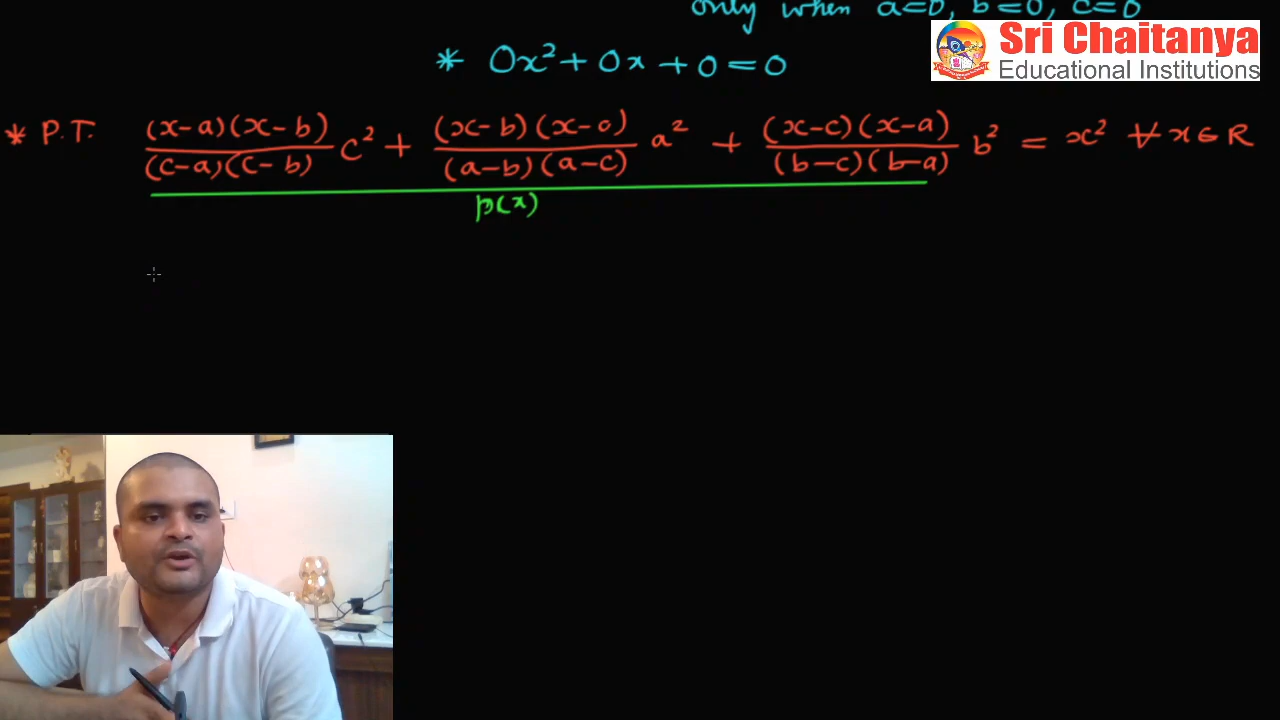 only when a=0, b=0, c=0
Sri Chaitanya
Educational Institutions
* 0x² + 0x + 0 = 0
* P.T. (x-a)(x-b)/(c-a)(c-b) c² + (x-b)(x-c)/(a-b)(a-c) a² + (x-c)(x-a)/(b-c)(b-a) b² = x² ∀ x ∈ R
p(x)